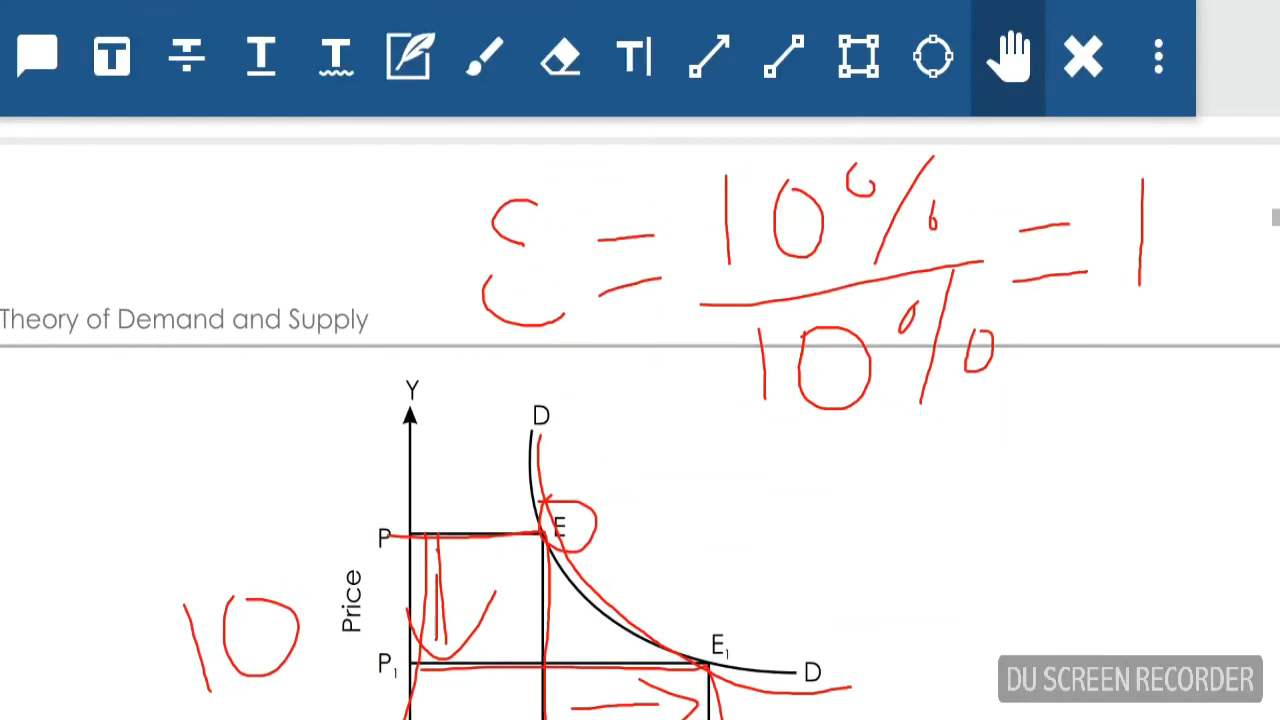 ε = 10% / 10% = 1
Theory of Demand and Supply
Y
D
P E
10
Price
P₁ E₁ D
DU SCREEN RECORDER